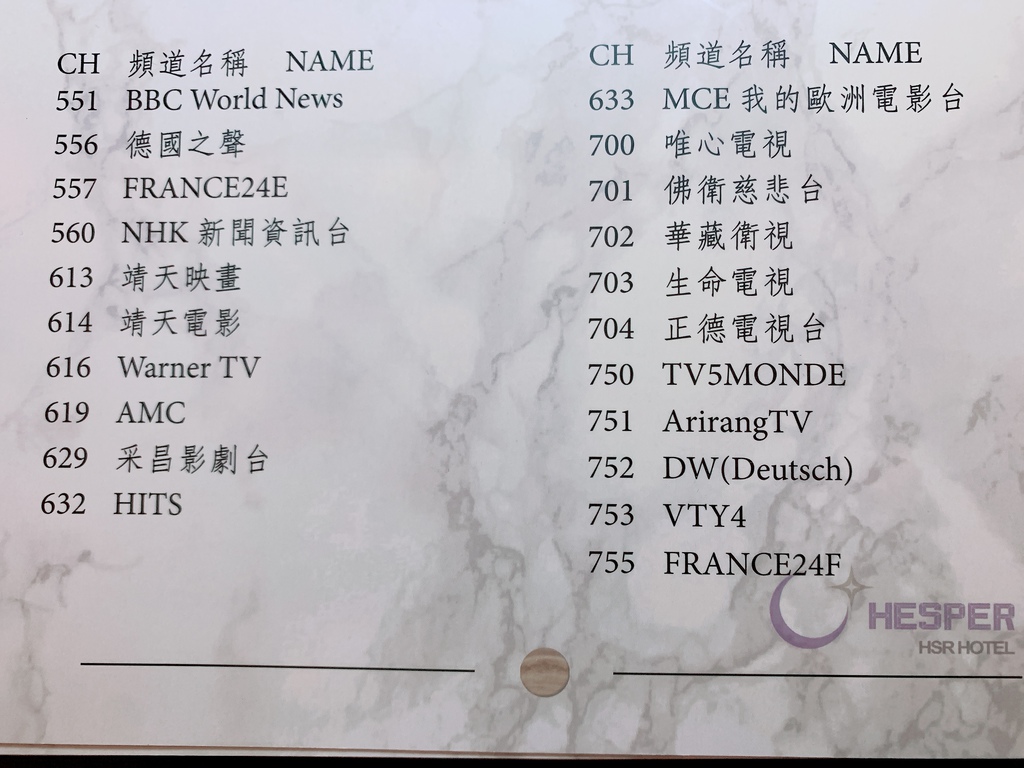 CH 頻道名稱 NAME
551 BBC World News
556 德國之聲
557 FRANCE24E
560 NHK 新聞資訊台
613 靖天映畫
614 靖天電影
616 Warner TV
619 AMC
629 采昌影劇台
632 HITS
CH 頻道名稱 NAME
633 MCE 我的歐洲電影台
700 唯心電視
701 佛衛慈悲台
702 華藏衛視
703 生命電視
704 正德電視台
750 TV5MONDE
751 ArirangTV
752 DW(Deutsch)
753 VTY4
755 FRANCE24F
HESPER
HSR HOTEL